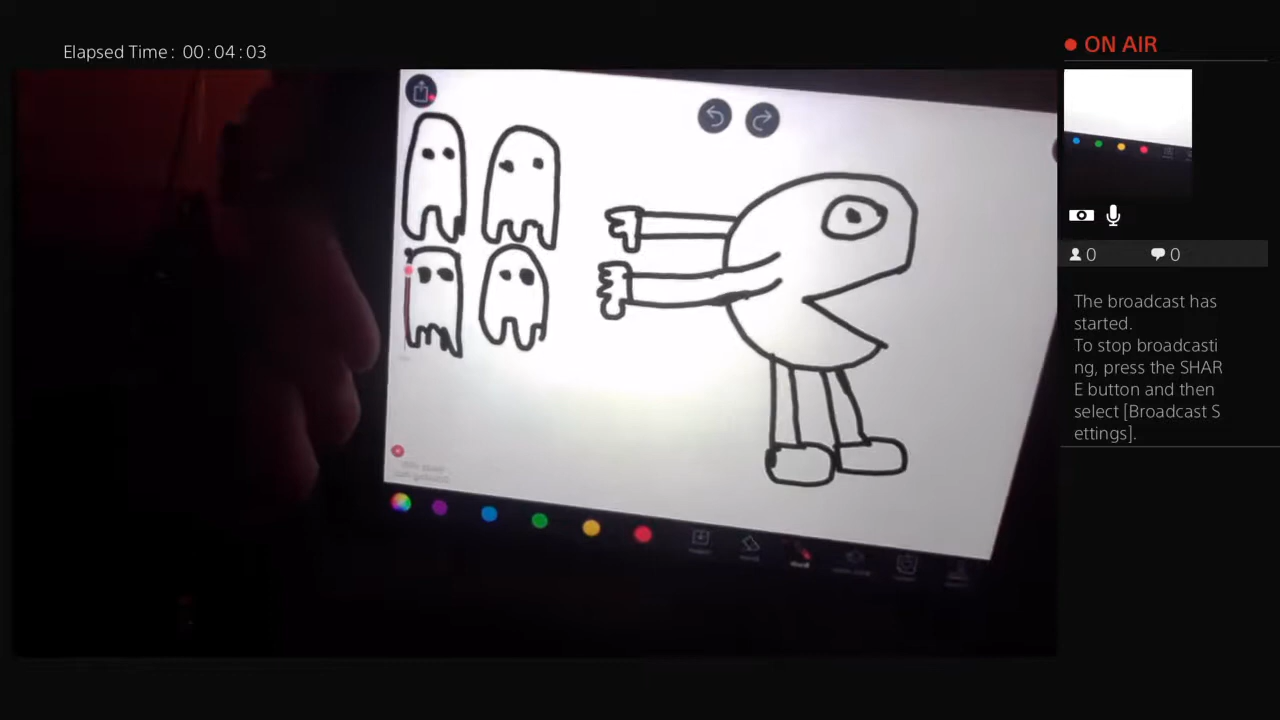 Elapsed Time: 00:04:03
ON AIR
0
0
The broadcast has
started.
To stop broadcasti
ng, press the SHAR
E button and then
select [Broadcast S
ettings].